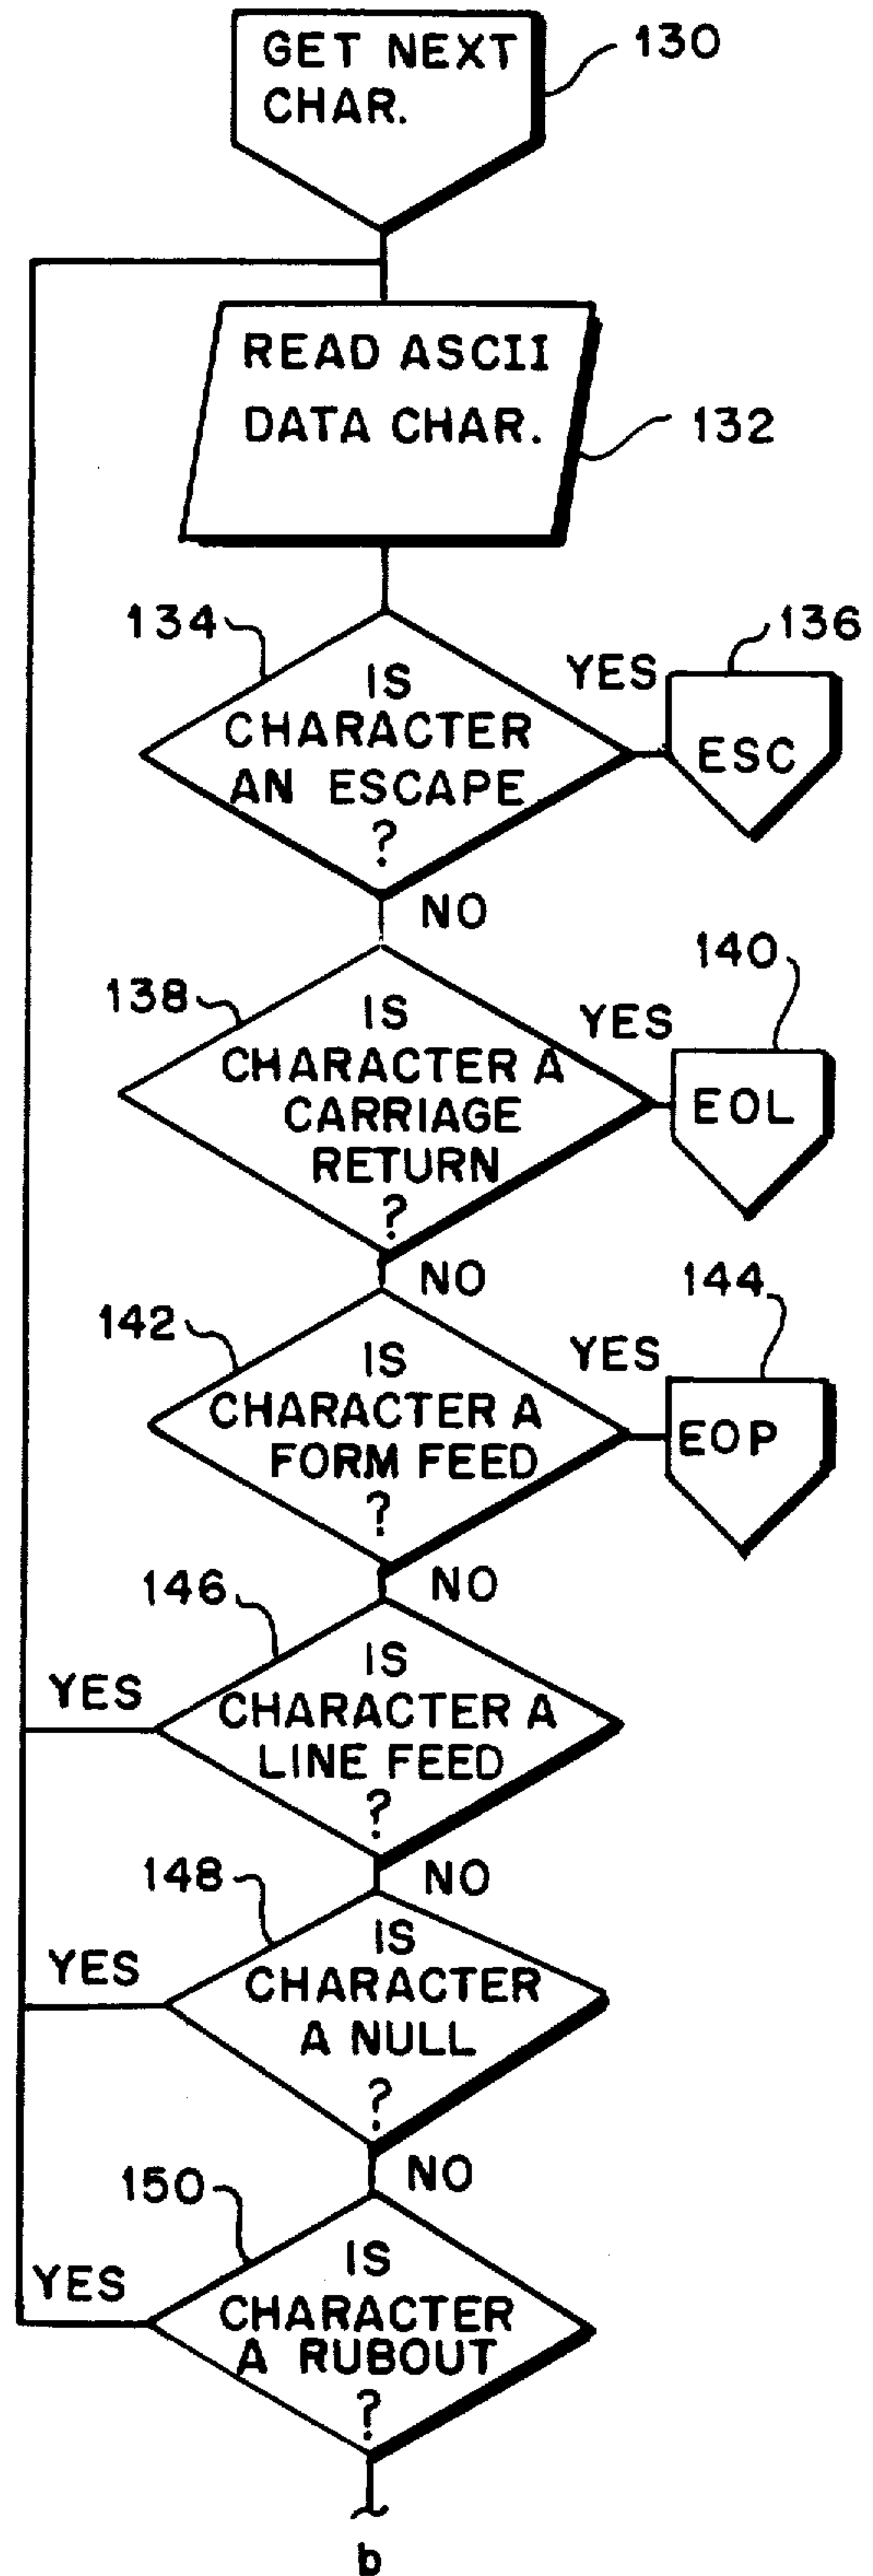 GET NEXT
CHAR.
130
READ ASCII
DATA CHAR.
132
134
IS
CHARACTER
AN ESCAPE
?
YES
136
ESC
NO
138
IS
CHARACTER A
CARRIAGE
RETURN
?
YES
140
EOL
NO
142
IS
CHARACTER A
FORM FEED
?
YES
144
EOP
NO
146
IS
CHARACTER A
LINE FEED
?
YES
NO
148
IS
CHARACTER
A NULL
?
YES
NO
150
IS
CHARACTER
A RUBOUT
?
YES
b